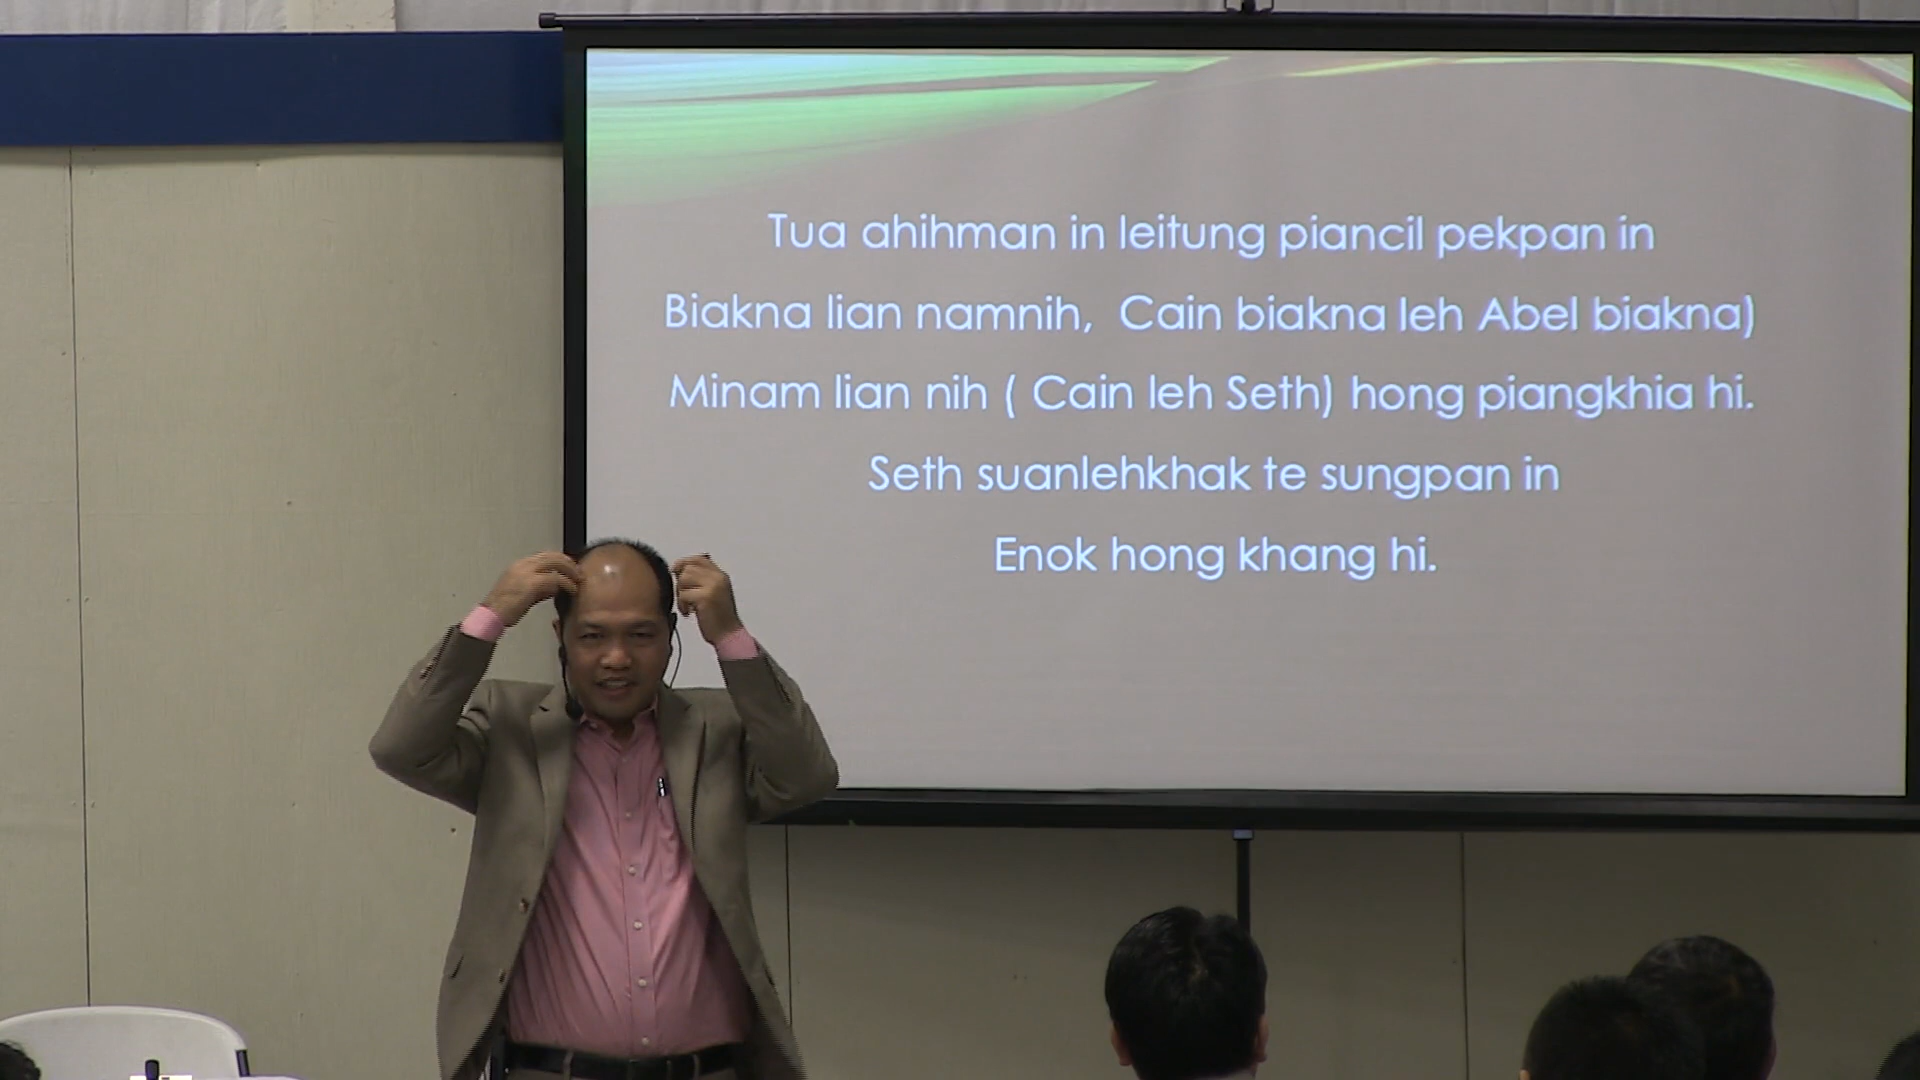 Tua ahihman in leitung piancil pekpan in
Biakna lian namnih, Cain biakna leh Abel biakna)
Minam lian nih ( Cain leh Seth) hong piangkhia hi.
Seth suanlehkhak te sungpan in
Enok hong khang hi.